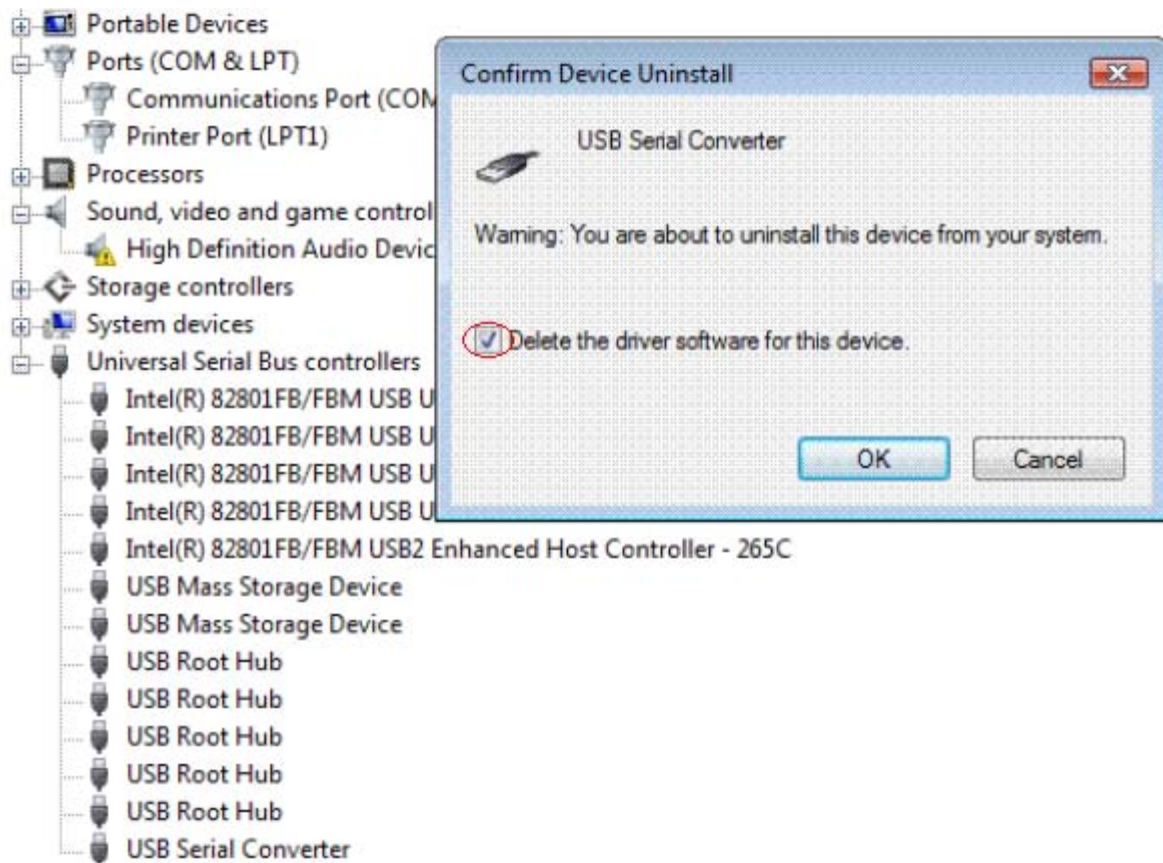 Portable Devices
Ports (COM & LPT)
Communications Port (COM
Printer Port (LPT1)
Processors
Sound, video and game control
High Definition Audio Devic
Storage controllers
System devices
Universal Serial Bus controllers
Intel(R) 82801FB/FBM USB U
Intel(R) 82801FB/FBM USB U
Intel(R) 82801FB/FBM USB U
Intel(R) 82801FB/FBM USB U
Intel(R) 82801FB/FBM USB2 Enhanced Host Controller - 265C
USB Mass Storage Device
USB Mass Storage Device
USB Root Hub
USB Root Hub
USB Root Hub
USB Root Hub
USB Root Hub
USB Serial Converter
Confirm Device Uninstall
USB Serial Converter
Warning: You are about to uninstall this device from your system.
Delete the driver software for this device.
OK
Cancel